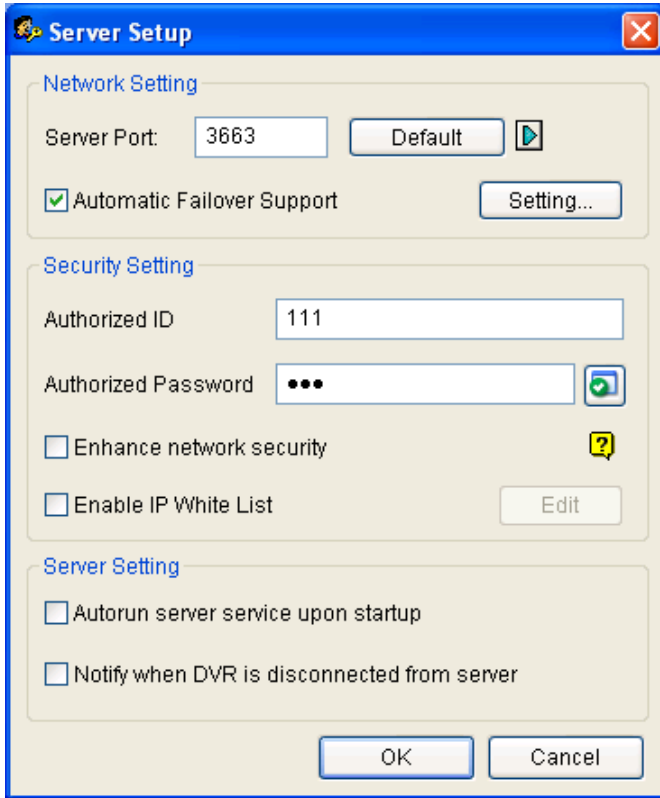 Server Setup
Network Setting
Server Port: 3663 Default
Automatic Failover Support Setting...
Security Setting
Authorized ID 111
Authorized Password •••
Enhance network security ?
Enable IP White List Edit
Server Setting
Autorun server service upon startup
Notify when DVR is disconnected from server
OK Cancel